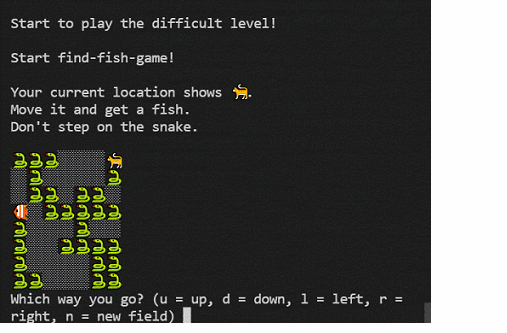 Start to play the difficult level!
Start find-fish-game!
Your current location shows 🐈.
Move it and get a fish.
Don't step on the snake.
Which way you go? (u = up, d = down, l = left, r =
right, n = new field)